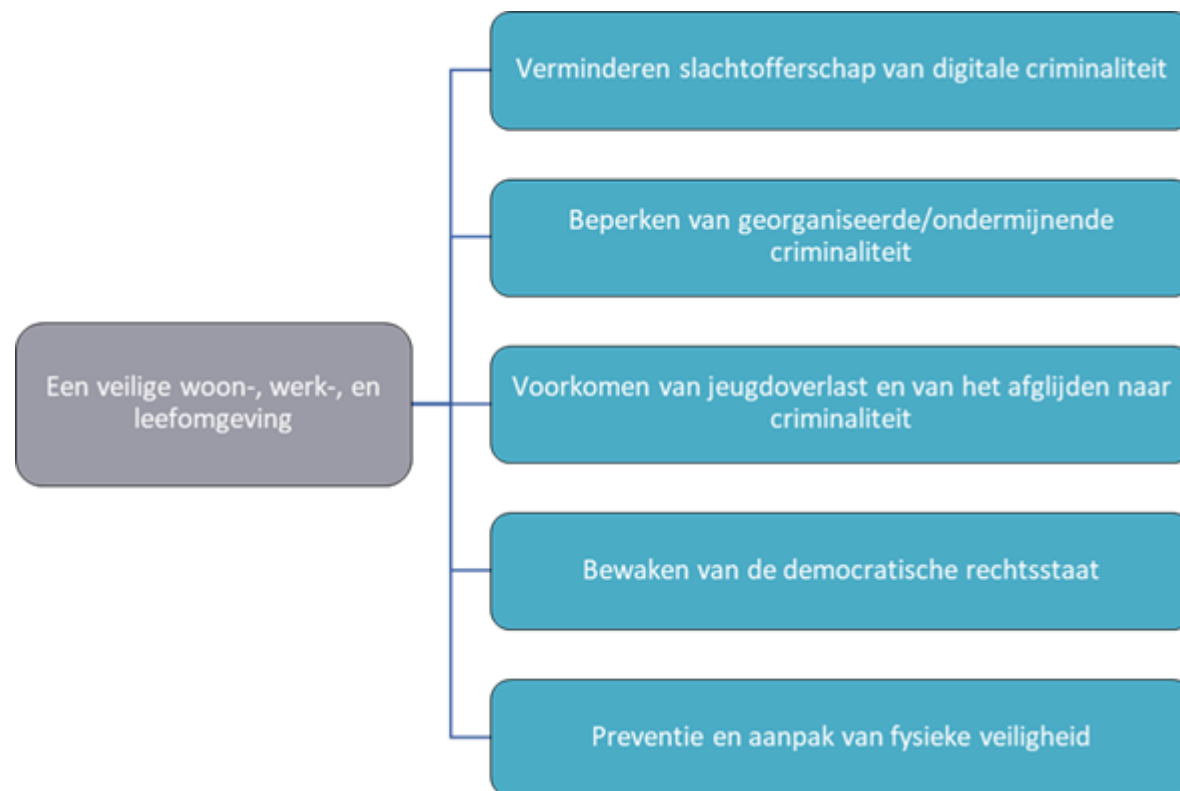 Verminderen slachtofferschap van digitale criminaliteit
Beperken van georganiseerde/ondermijnende
criminaliteit
Een veilige woon-, werk-, en
leefomgeving
Voorkomen van jeugdoverlast en van het afglijden naar
criminaliteit
Bewaken van de democratische rechtsstaat
Preventie en aanpak van fysieke veiligheid